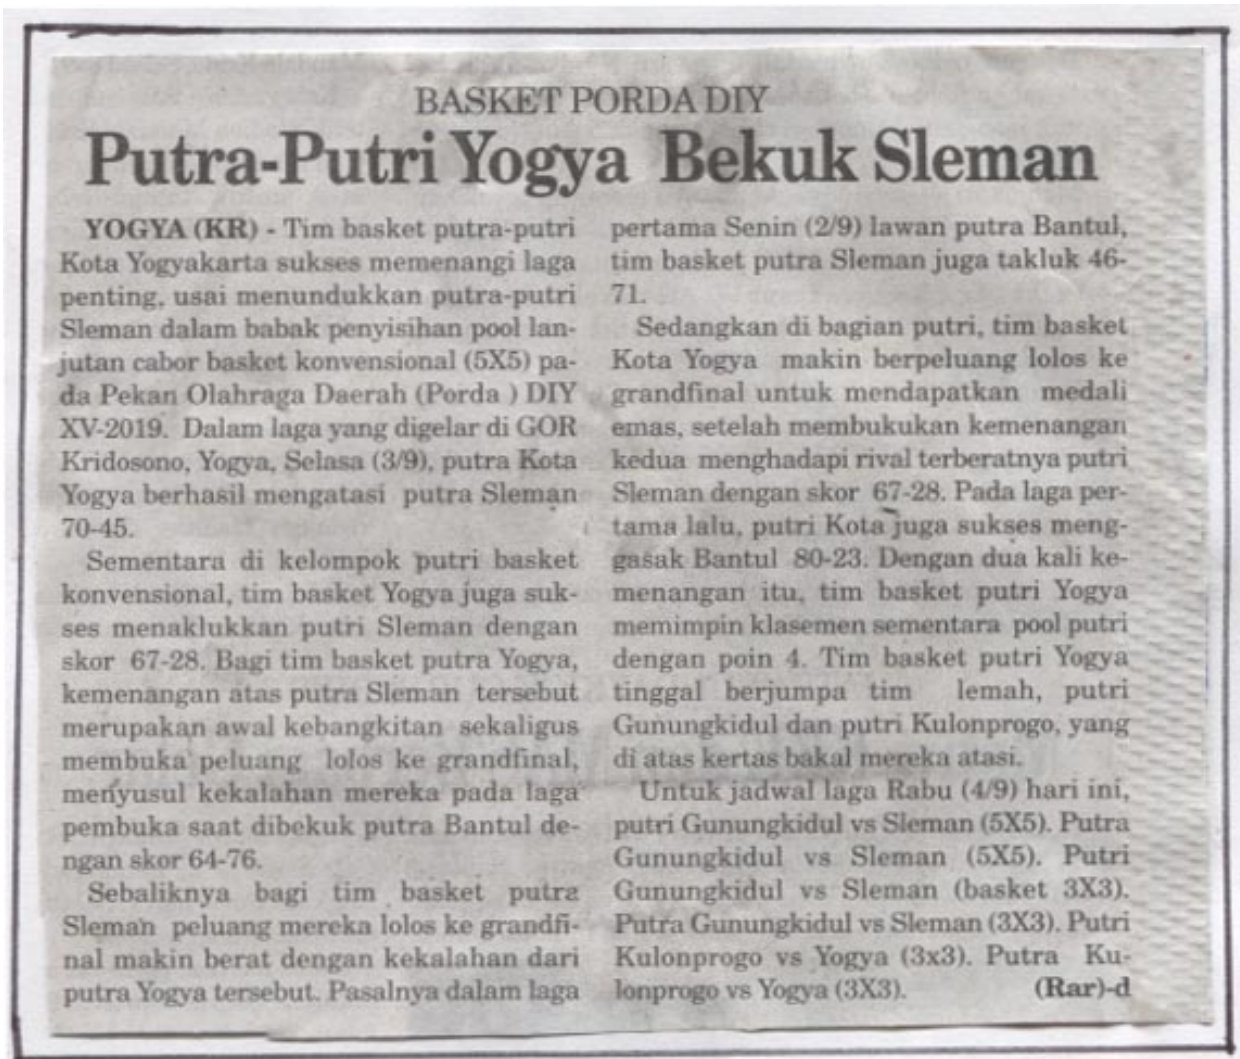 BASKET PORDA DIY
Putra-Putri Yogya Bekuk Sleman
YOGYA (KR) - Tim basket putra-putri
Kota Yogyakarta sukses memenangi laga
penting, usai menundukkan putra-putri
Sleman dalam babak penyisihan pool lan-
jutan cabor basket konvensional (5X5) pa-
da Pekan Olahraga Daerah (Porda ) DIY
XV-2019. Dalam laga yang digelar di GOR
Kridosono, Yogya, Selasa (3/9), putra Kota
Yogya berhasil mengatasi putra Sleman
70-45.
Sementara di kelompok putri basket
konvensional, tim basket Yogya juga suk-
ses menaklukkan putri Sleman dengan
skor 67-28. Bagi tim basket putra Yogya,
kemenangan atas putra Sleman tersebut
merupakan awal kebangkitan sekaligus
membuka peluang lolos ke grandfinal,
menyusul kekalahan mereka pada laga
pembuka saat dibekuk putra Bantul de-
ngan skor 64-76.
Sebaliknya bagi tim basket putra
Sleman peluang mereka lolos ke grandfi-
nal makin berat dengan kekalahan dari
putra Yogya tersebut. Pasalnya dalam laga
pertama Senin (2/9) lawan putra Bantul,
tim basket putra Sleman juga takluk 46-
71.
Sedangkan di bagian putri, tim basket
Kota Yogya makin berpeluang lolos ke
grandfinal untuk mendapatkan medali
emas, setelah membukukan kemenangan
kedua menghadapi rival terberatnya putri
Sleman dengan skor 67-28. Pada laga per-
tama lalu, putri Kota juga sukses meng-
gasak Bantul 80-23. Dengan dua kali ke-
menangan itu, tim basket putri Yogya
memimpin klasemen sementara pool putri
dengan poin 4. Tim basket putri Yogya
tinggal berjumpa tim lemah, putri
Gunungkidul dan putri Kulonprogo, yang
di atas kertas bakal mereka atasi.
Untuk jadwal laga Rabu (4/9) hari ini,
putri Gunungkidul vs Sleman (5X5). Putra
Gunungkidul vs Sleman (5X5). Putri
Gunungkidul vs Sleman (basket 3X3).
Putra Gunungkidul vs Sleman (3X3). Putri
Kulonprogo vs Yogya (3x3). Putra Ku-
lonprogo vs Yogya (3X3). (Rar)-d